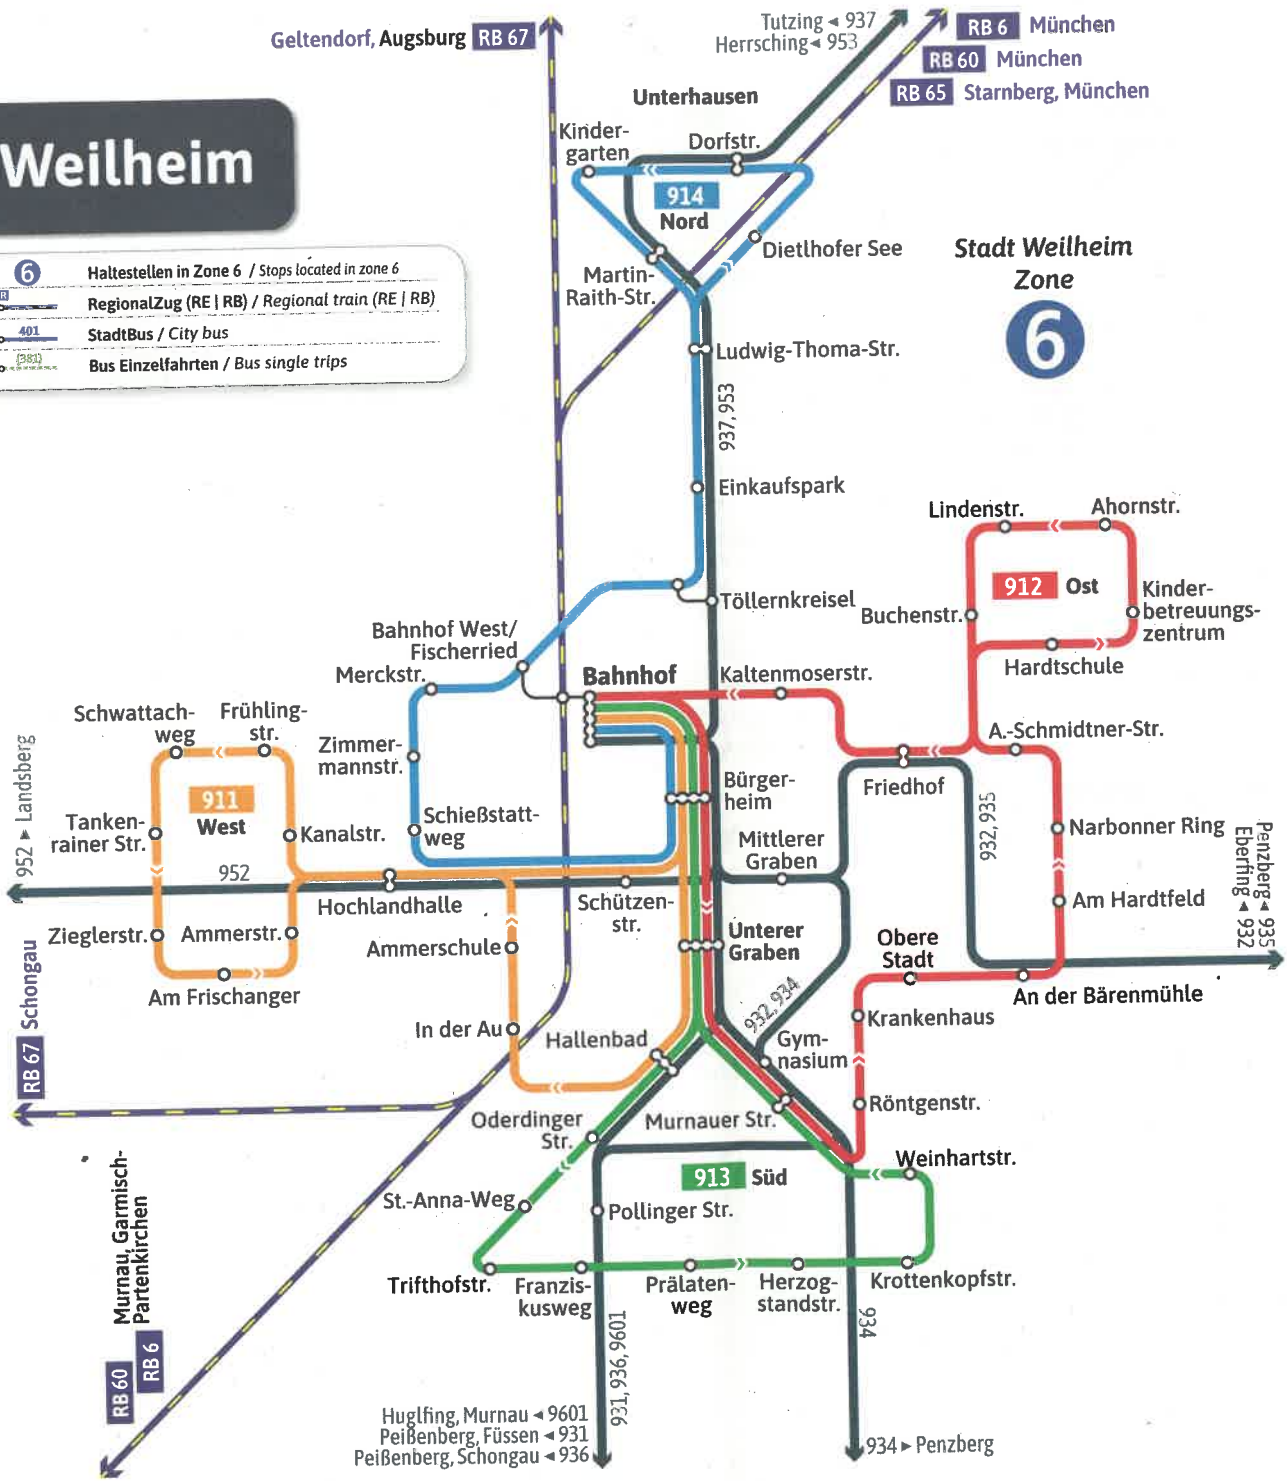 Geltendorf, Augsburg RB 67
Tutzing ◄ 937
Herrsching ◄ 953
RB 6 München
RB 60 München
RB 65 Starnberg, München
Weilheim
6 Haltestellen in Zone 6 / Stops located in zone 6
R RegionalZug (RE | RB) / Regional train (RE | RB)
401 StadtBus / City bus
(381) Bus Einzelfahrten / Bus single trips
Unterhausen
Kinder-
garten
Dorfstr.
914
Nord
Dietlhofer See
Martin-
Raith-Str.
Stadt Weilheim
Zone
6
Ludwig-Thoma-Str.
937, 953
Einkaufspark
Töllernkreisel
Lindenstr.
Ahornstr.
912 Ost
Buchenstr.
Kinder-
betreuungs-
zentrum
Hardtschule
Bahnhof West/
Fischerried
Merckstr.
Bahnhof
Kaltenmoserstr.
A.-Schmidtner-Str.
Friedhof
Schwattach-
weg
Frühling-
str.
Zimmer-
mannstr.
952 ► Landsberg
911
West
Tanken-
rainer Str.
Kanalstr.
Schießstatt-
weg
Bürger-
heim
Mittlerer
Graben
932, 935
Narbonner Ring
Penzberg ◄ 935
Eberfing ◄ 932
952
Hochlandhalle
Schützen-
str.
Am Hardtfeld
Zieglerstr.
Ammerstr.
Ammerschule
Unterer
Graben
Obere
Stadt
Am Frischanger
An der Bärenmühle
RB 67 Schongau
In der Au
Hallenbad
932, 934
Gym-
nasium
Krankenhaus
Oderdinger
Str.
Murnauer Str.
Röntgenstr.
Weinhartstr.
913 Süd
St.-Anna-Weg
Pollinger Str.
Trifthofstr.
Franzis-
kusweg
Prälaten-
weg
Herzog-
standstr.
Krottenkopfstr.
Murnau, Garmisch-
Partenkirchen
RB 60
RB 6
931, 936, 9601
934
Huglfing, Murnau ◄ 9601
Peißenberg, Füssen ◄ 931
Peißenberg, Schongau ◄ 936
934 ► Penzberg